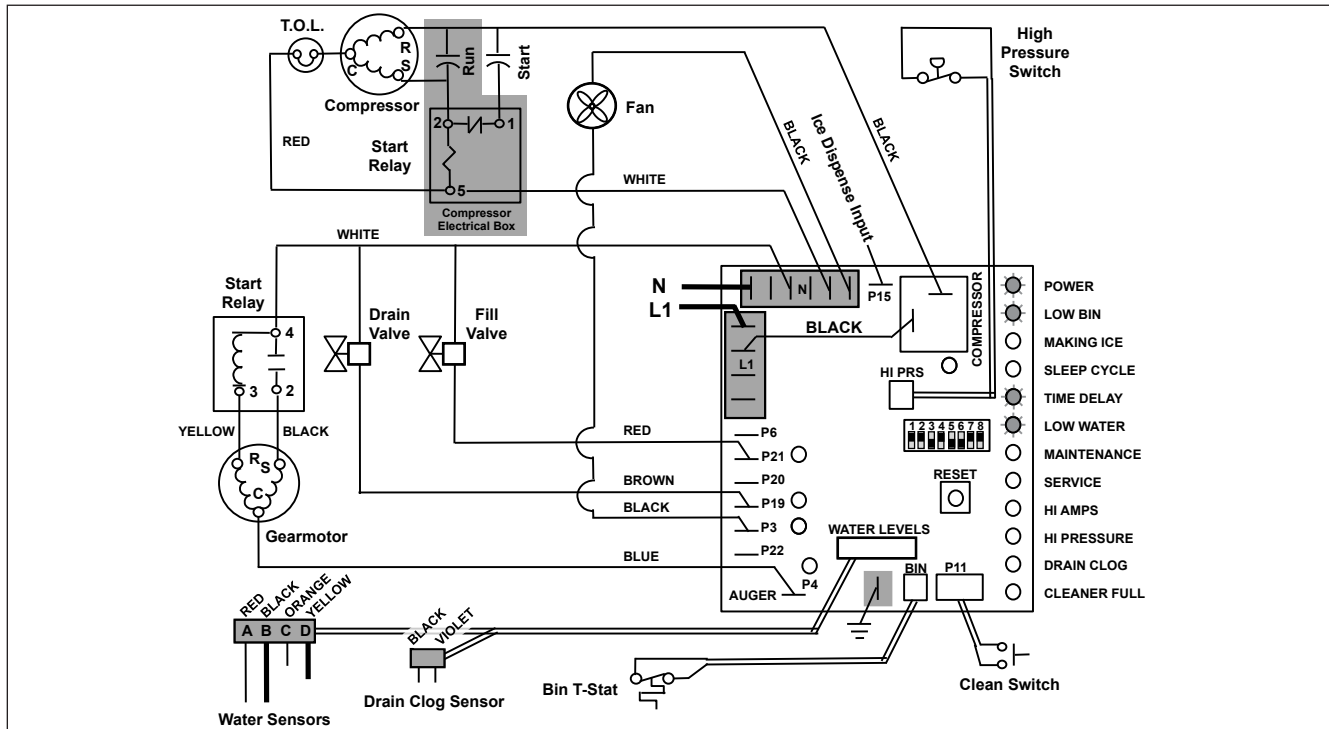 T.O.L.
R
S
C
Compressor
Run
Start
2
1
5
Start
Relay
Compressor
Electrical Box
RED
Fan
BLACK
Ice Dispense Input
BLACK
High
Pressure
Switch
WHITE
WHITE
Start
Relay
4
3
2
Drain
Valve
Fill
Valve
YELLOW
BLACK
R
S
C
Gearmotor
N
L1
N
P15
BLACK
L1
COMPRESSOR
HI PRS
1 2 3 4 5 6 7 8
RESET
POWER
LOW BIN
MAKING ICE
SLEEP CYCLE
TIME DELAY
LOW WATER
MAINTENANCE
SERVICE
HI AMPS
HI PRESSURE
DRAIN CLOG
CLEANER FULL
RED
BROWN
BLACK
BLUE
P6
P21
P20
P19
P3
P22
P4
AUGER
WATER LEVELS
BIN
P11
RED
BLACK
ORANGE
YELLOW
A B C D
Water Sensors
BLACK
VIOLET
Drain Clog Sensor
Bin T-Stat
Clean Switch